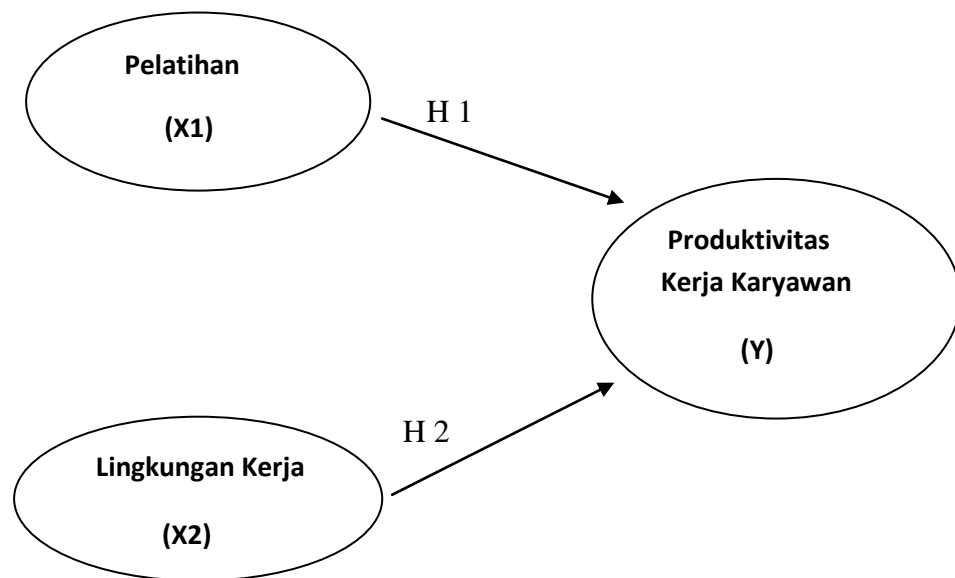 Pelatihan
(X1)
H 1
Produktivitas
Kerja Karyawan
(Y)
H 2
Lingkungan Kerja
(X2)